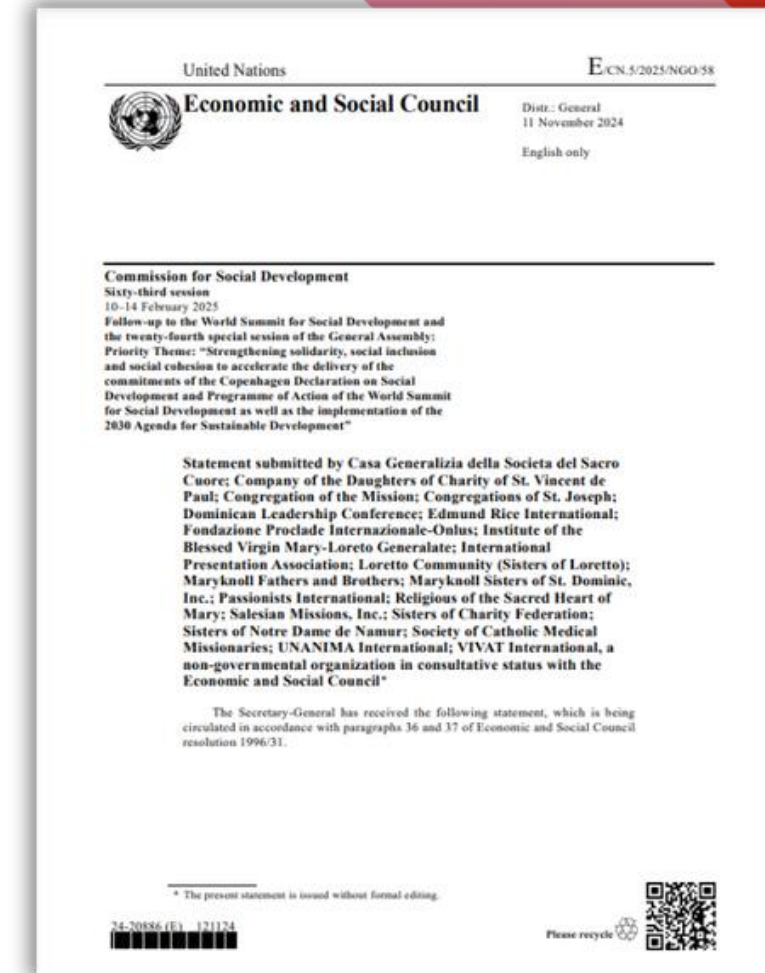 United Nations
E/CN.5/2025/NGO/58
Economic and Social Council
Distr.: General
11 November 2024
English only
Commission for Social Development
Sixty-third session
10–14 February 2025
Follow-up to the World Summit for Social Development and
the twenty-fourth special session of the General Assembly:
Priority Theme: “Strengthening solidarity, social inclusion
and social cohesion to accelerate the delivery of the
commitments of the Copenhagen Declaration on Social
Development and Programme of Action of the World Summit
for Social Development as well as the implementation of the
2030 Agenda for Sustainable Development”
Statement submitted by Casa Generalizia della Societa del Sacro
Cuore; Company of the Daughters of Charity of St. Vincent de
Paul; Congregation of the Mission; Congregations of St. Joseph;
Dominican Leadership Conference; Edmund Rice International;
Fondazione Proclade Internazionale-Onlus; Institute of the
Blessed Virgin Mary-Loreto Generalate; International
Presentation Association; Loretto Community (Sisters of Loretto);
Maryknoll Fathers and Brothers; Maryknoll Sisters of St. Dominic,
Inc.; Passionists International; Religious of the Sacred Heart of
Mary; Salesian Missions, Inc.; Sisters of Charity Federation;
Sisters of Notre Dame de Namur; Society of Catholic Medical
Missionaries; UNANIMA International; VIVAT International, a
non-governmental organization in consultative status with the
Economic and Social Council*
The Secretary-General has received the following statement, which is being
circulated in accordance with paragraphs 36 and 37 of Economic and Social Council
resolution 1996/31.
* The present statement is issued without formal editing.
24-20886 (E) 121124
Please recycle